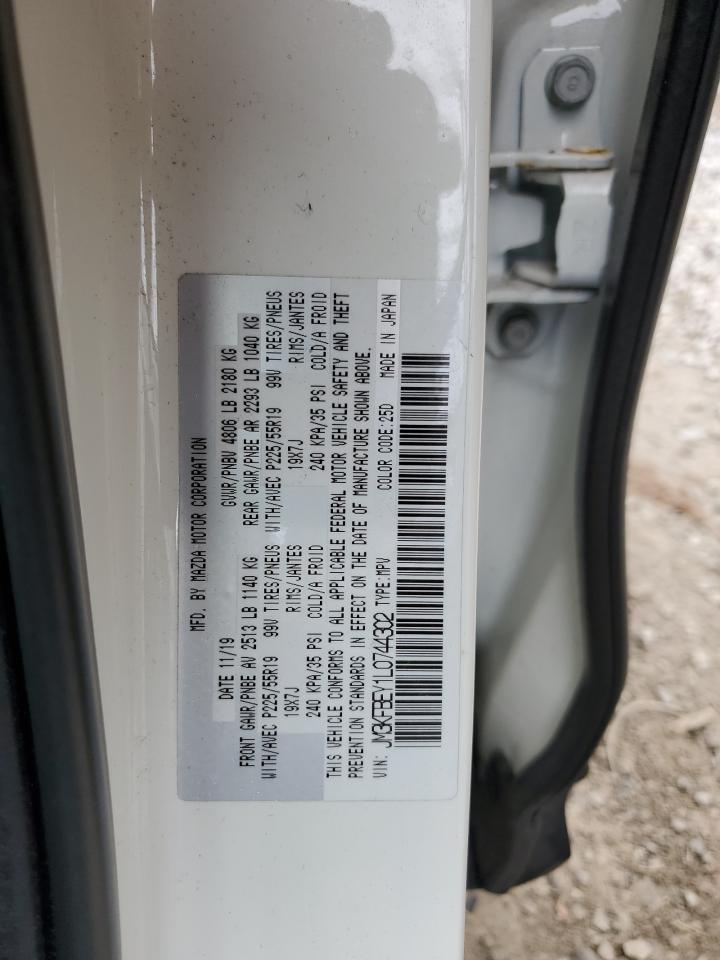 MFD. BY MAZDA MOTOR CORPORATION
DATE 11/19 GVWR/PNBV 4806 LB 2180 KG
FRONT GAWR/PNBE AV 2513 LB 1140 KG REAR GAWR/PNBE AR 2293 LB 1040 KG
WITH/AVEC P225/55R19 99V TIRES/PNEUS WITH/AVEC P225/55R19 99V TIRES/PNEUS
19X7J RIMS/JANTES 19X7J RIMS/JANTES
240 KPA/35 PSI COLD/A FROID 240 KPA/35 PSI COLD/A FROID
THIS VEHICLE CONFORMS TO ALL APPLICABLE FEDERAL MOTOR VEHICLE SAFETY AND THEFT
PREVENTION STANDARDS IN EFFECT ON THE DATE OF MANUFACTURE SHOWN ABOVE.
VIN: JM3KFBEY1L0744302 TYPE:MPV COLOR CODE:25D MADE IN JAPAN